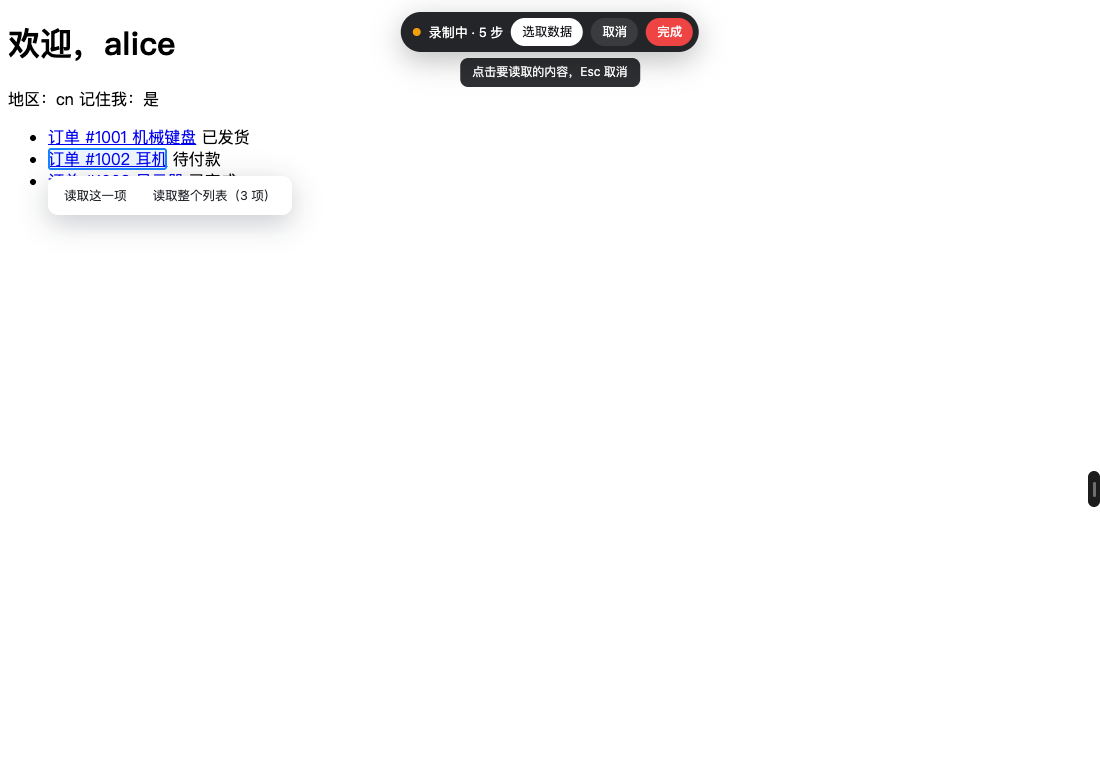 录制中 · 5 步 选取数据 取消 完成
点击要读取的内容，Esc 取消
欢迎，alice
地区：cn 记住我：是
订单 #1001 机械键盘 已发货
订单 #1002 耳机 待付款
读取这一项 读取整个列表（3 项）